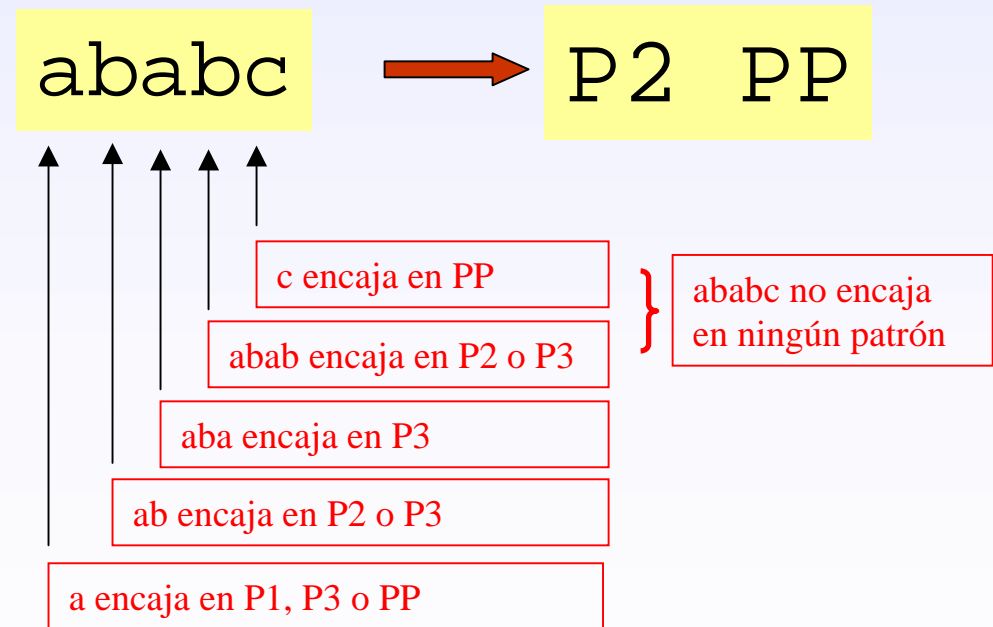 ababc
P2 PP
c encaja en PP
ababc no encaja
en ningún patrón
abab encaja en P2 o P3
aba encaja en P3
ab encaja en P2 o P3
a encaja en P1, P3 o PP